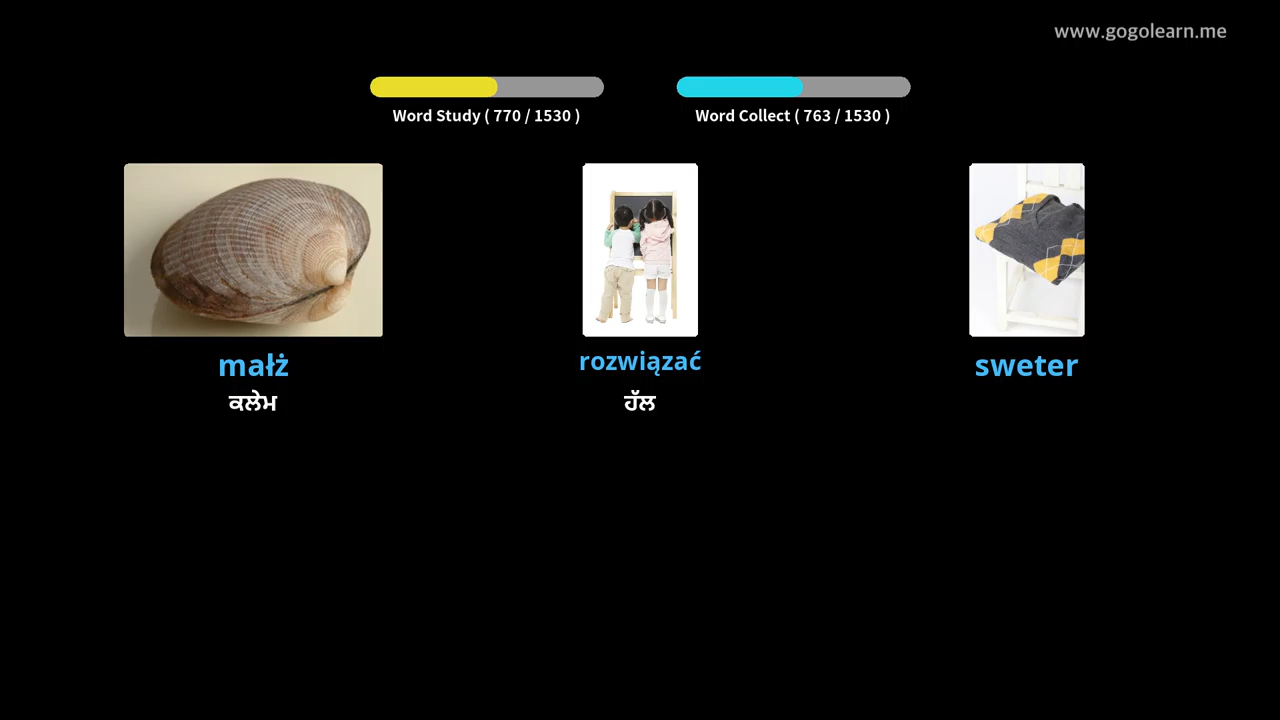 www.gogolearn.me
Word Study ( 770 / 1530 )
Word Collect ( 763 / 1530 )
małż
rozwiązać
sweter
ਕਲੇਮ
ਹੱਲ